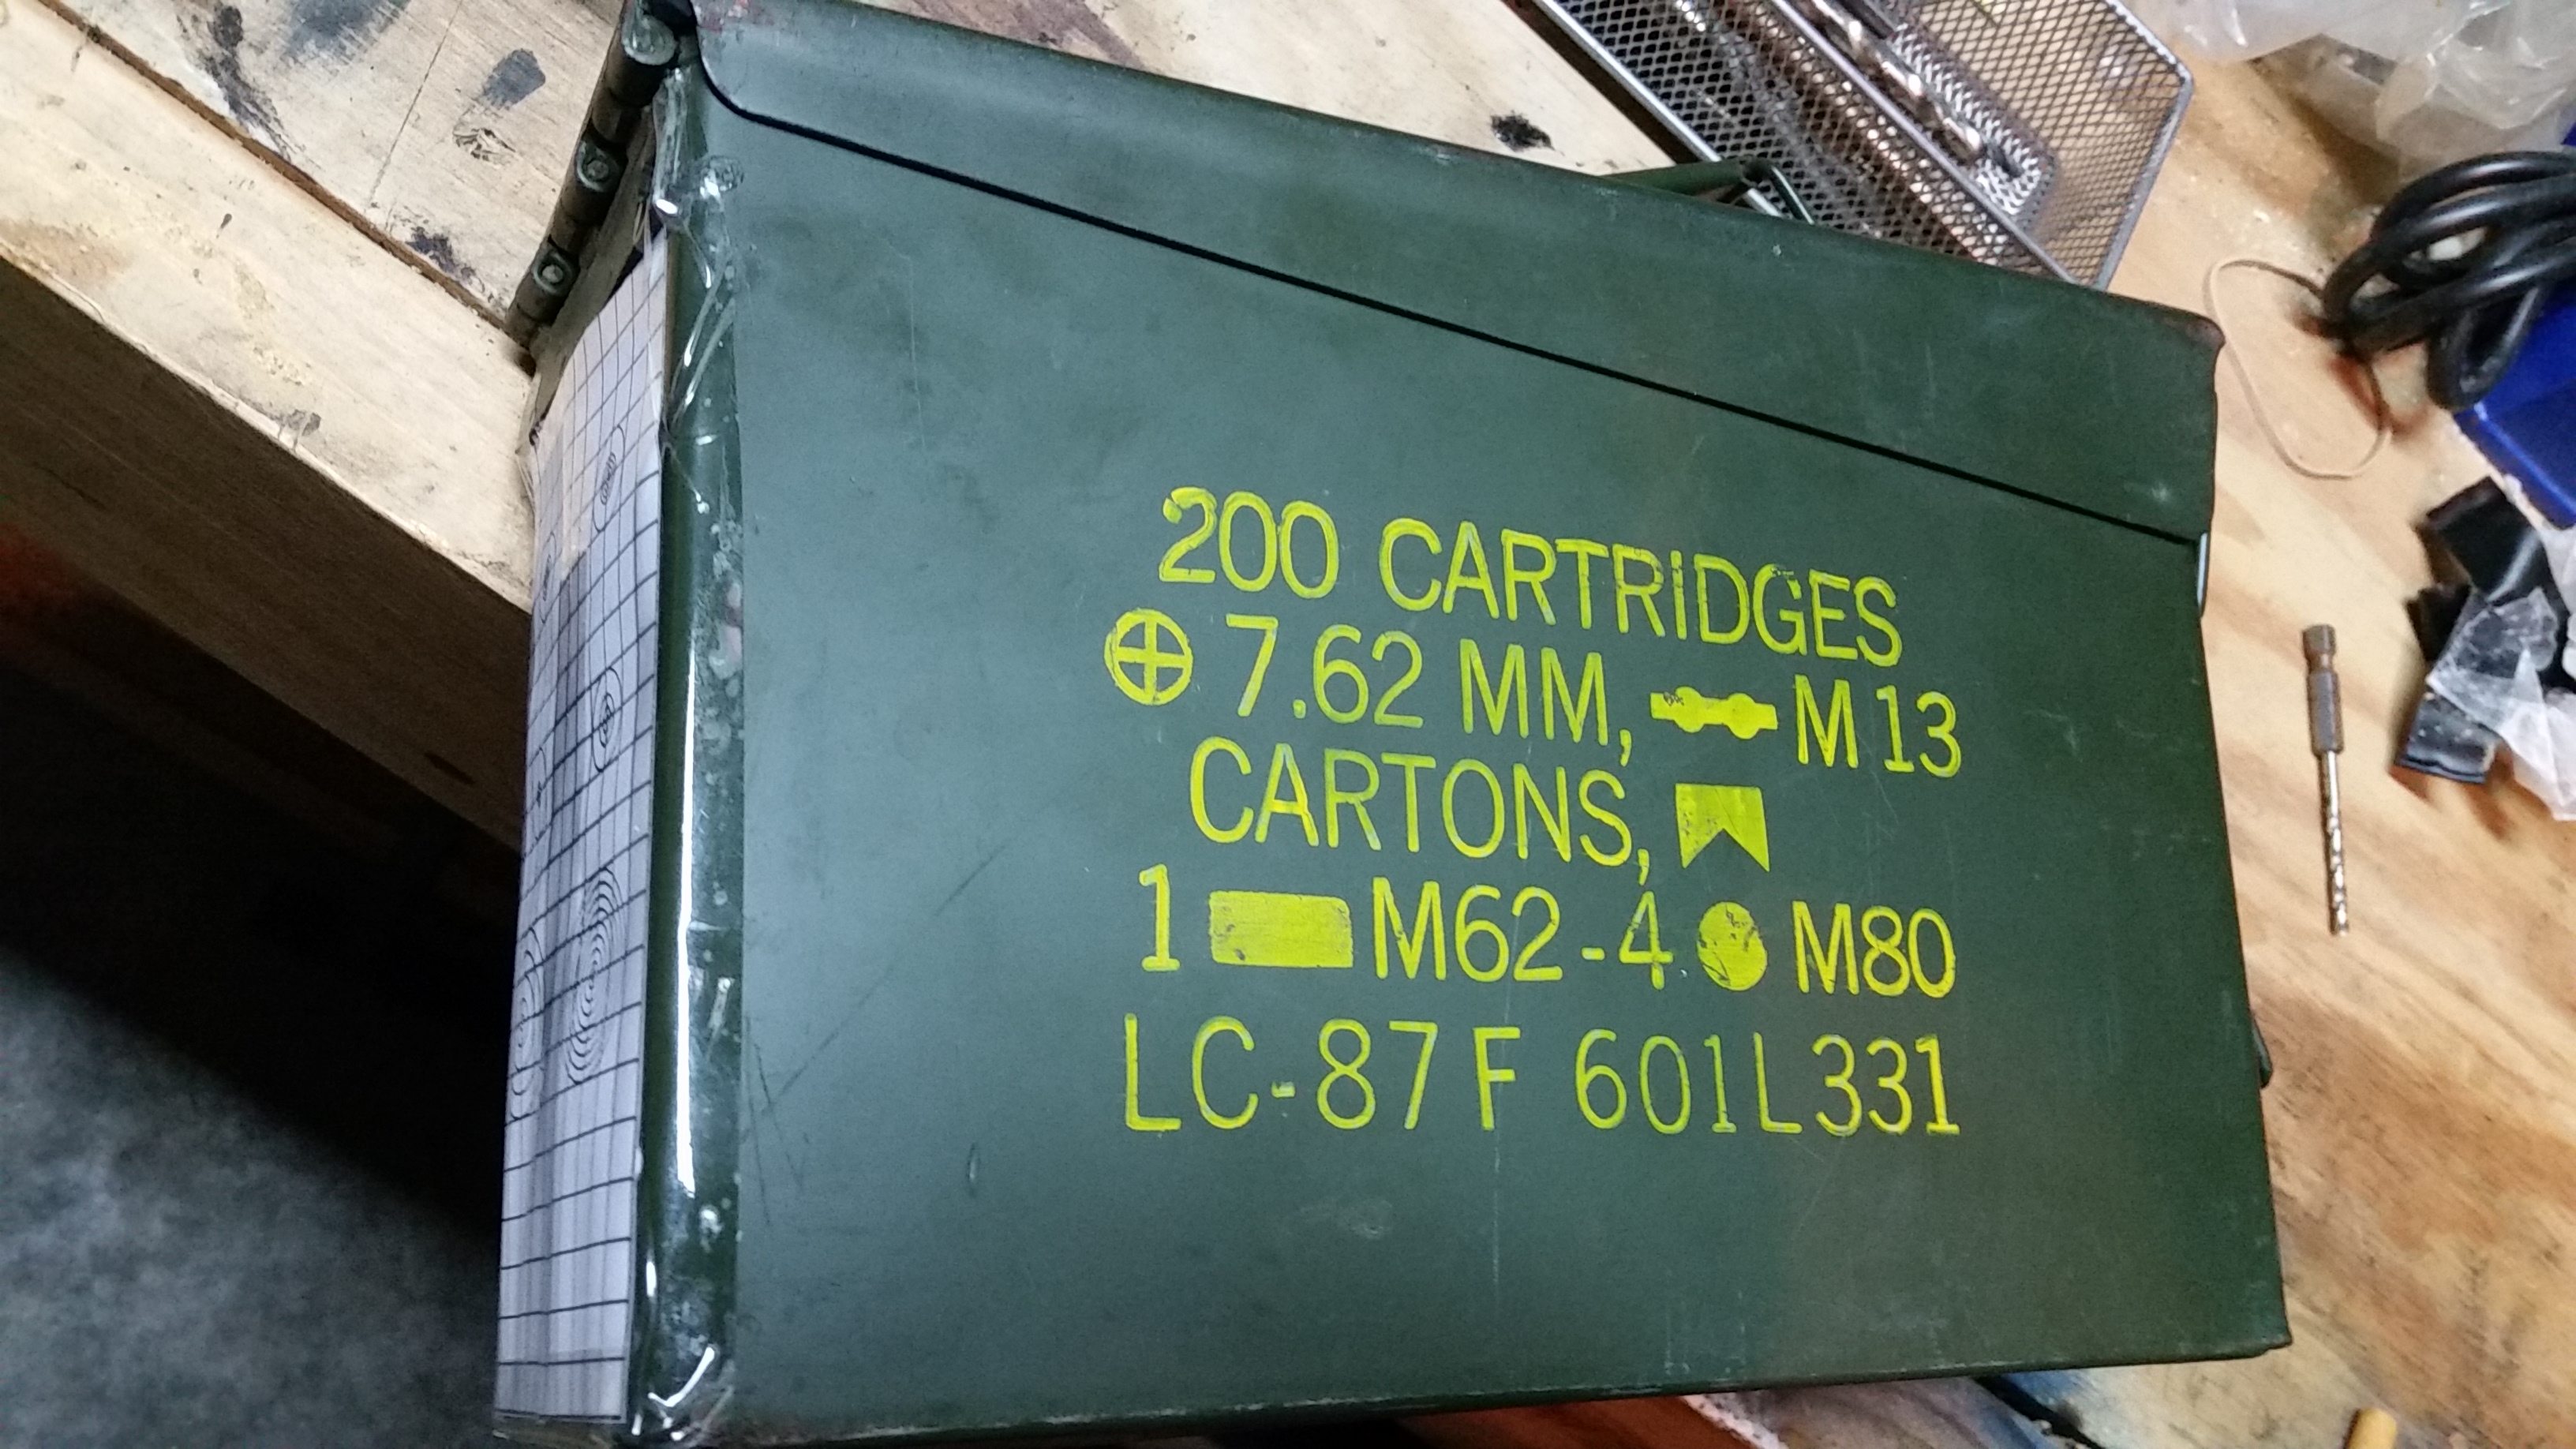 200 CARTRIDGES
7.62 MM, M13
CARTONS,
1 M62-4 M80
LC-87F 601L331